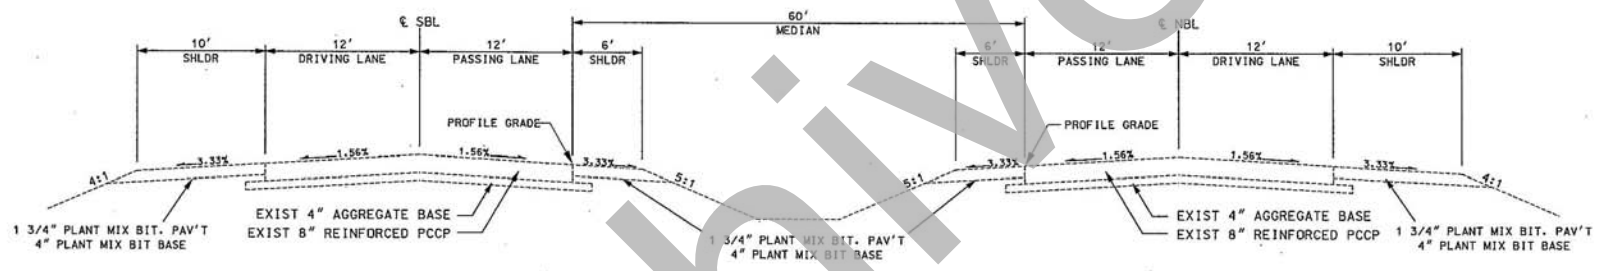 60'
MEDIAN
℄ SBL
℄ NBL
10'
SHLDR
12'
DRIVING LANE
12'
PASSING LANE
6'
SHLDR
6'
SHLDR
12'
PASSING LANE
12'
DRIVING LANE
10'
SHLDR
PROFILE GRADE
PROFILE GRADE
3.33%
1.56%
1.56%
3.33%
3.33%
1.56%
1.56%
3.33%
4:1
5:1
5:1
4:1
EXIST 4" AGGREGATE BASE
EXIST 8" REINFORCED PCCP
EXIST 4" AGGREGATE BASE
EXIST 8" REINFORCED PCCP
1 3/4" PLANT MIX BIT. PAV'T
4" PLANT MIX BIT BASE
1 3/4" PLANT MIX BIT. PAV'T
4" PLANT MIX BIT BASE
1 3/4" PLANT MIX BIT. PAV'T
4" PLANT MIX BIT BASE